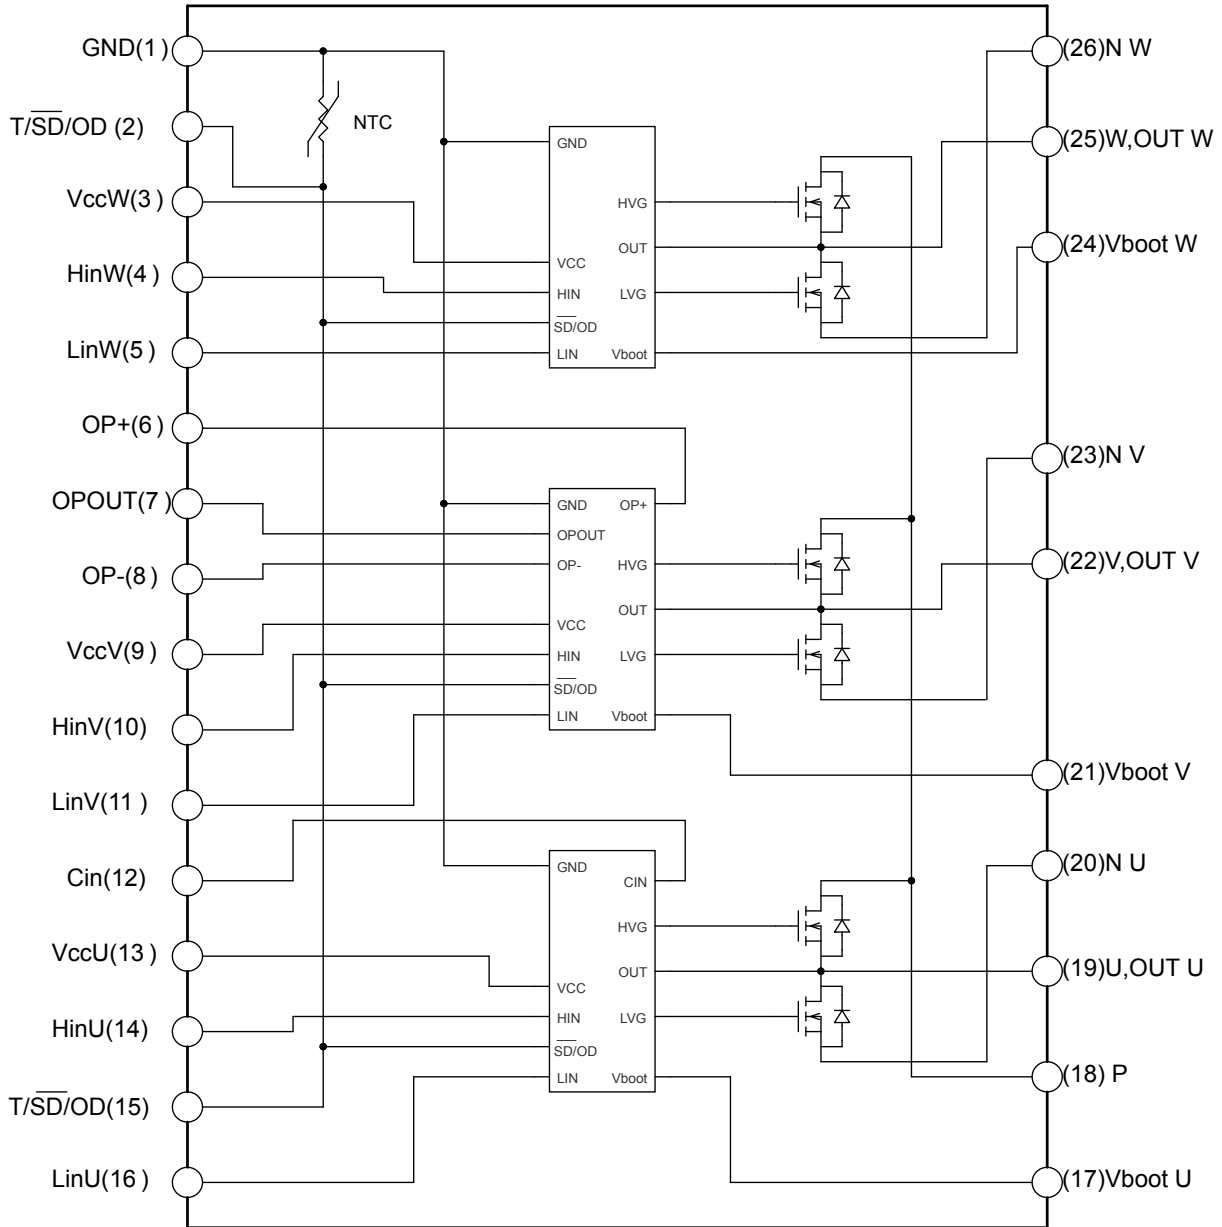 GND(1)
T/SD/OD (2)
VccW(3)
HinW(4)
LinW(5)
OP+(6)
OPOUT(7)
OP-(8)
VccV(9)
HinV(10)
LinV(11)
Cin(12)
VccU(13)
HinU(14)
T/SD/OD(15)
LinU(16)
NTC
GND
HVG
OUT
VCC
HIN
LVG
SD/OD
LIN
Vboot
GND
OP+
OPOUT
OP-
HVG
OUT
VCC
HIN
LVG
SD/OD
LIN
Vboot
GND
CIN
HVG
OUT
VCC
HIN
LVG
SD/OD
LIN
Vboot
(26)N W
(25)W,OUT W
(24)Vboot W
(23)N V
(22)V,OUT V
(21)Vboot V
(20)N U
(19)U,OUT U
(18) P
(17)Vboot U